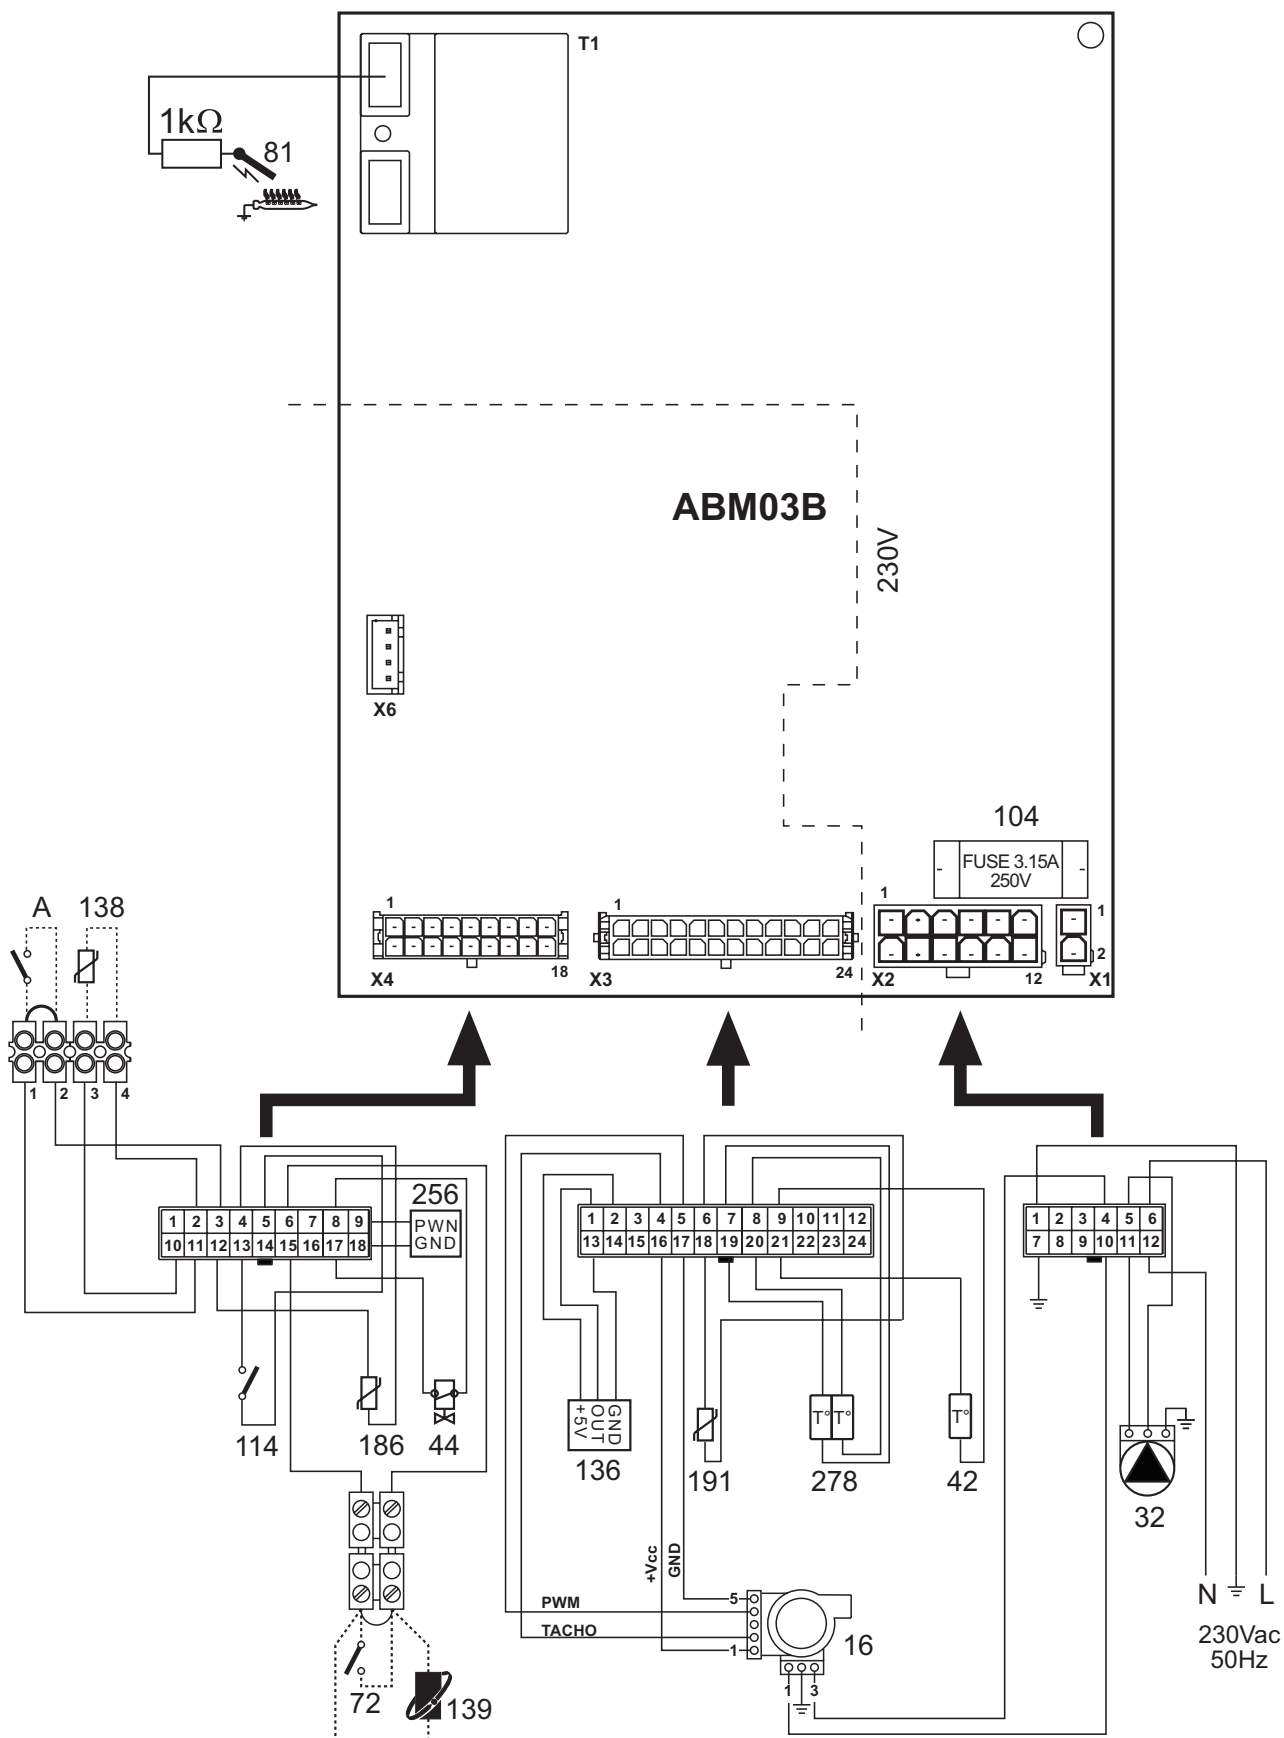 T1
1kΩ
81
ABM03B
230V
X6
104
FUSE 3.15A
250V
1
18
X4
1
24
X3
1
12
X2
1
2
X1
A
138
1 2 3 4
256
PWN
GND
1 2 3 4 5 6 7 8 9
10 11 12 13 14 15 16 17 18
1 2 3 4 5 6 7 8 9 10 11 12
13 14 15 16 17 18 19 20 21 22 23 24
1 2 3 4 5 6
7 8 9 10 11 12
114
186
44
+5V
OUT
GND
136
191
T° T°
278
T°
42
32
+Vcc
GND
PWM
TACHO
5
1
16
1 3
N L
230Vac
50Hz
72
139